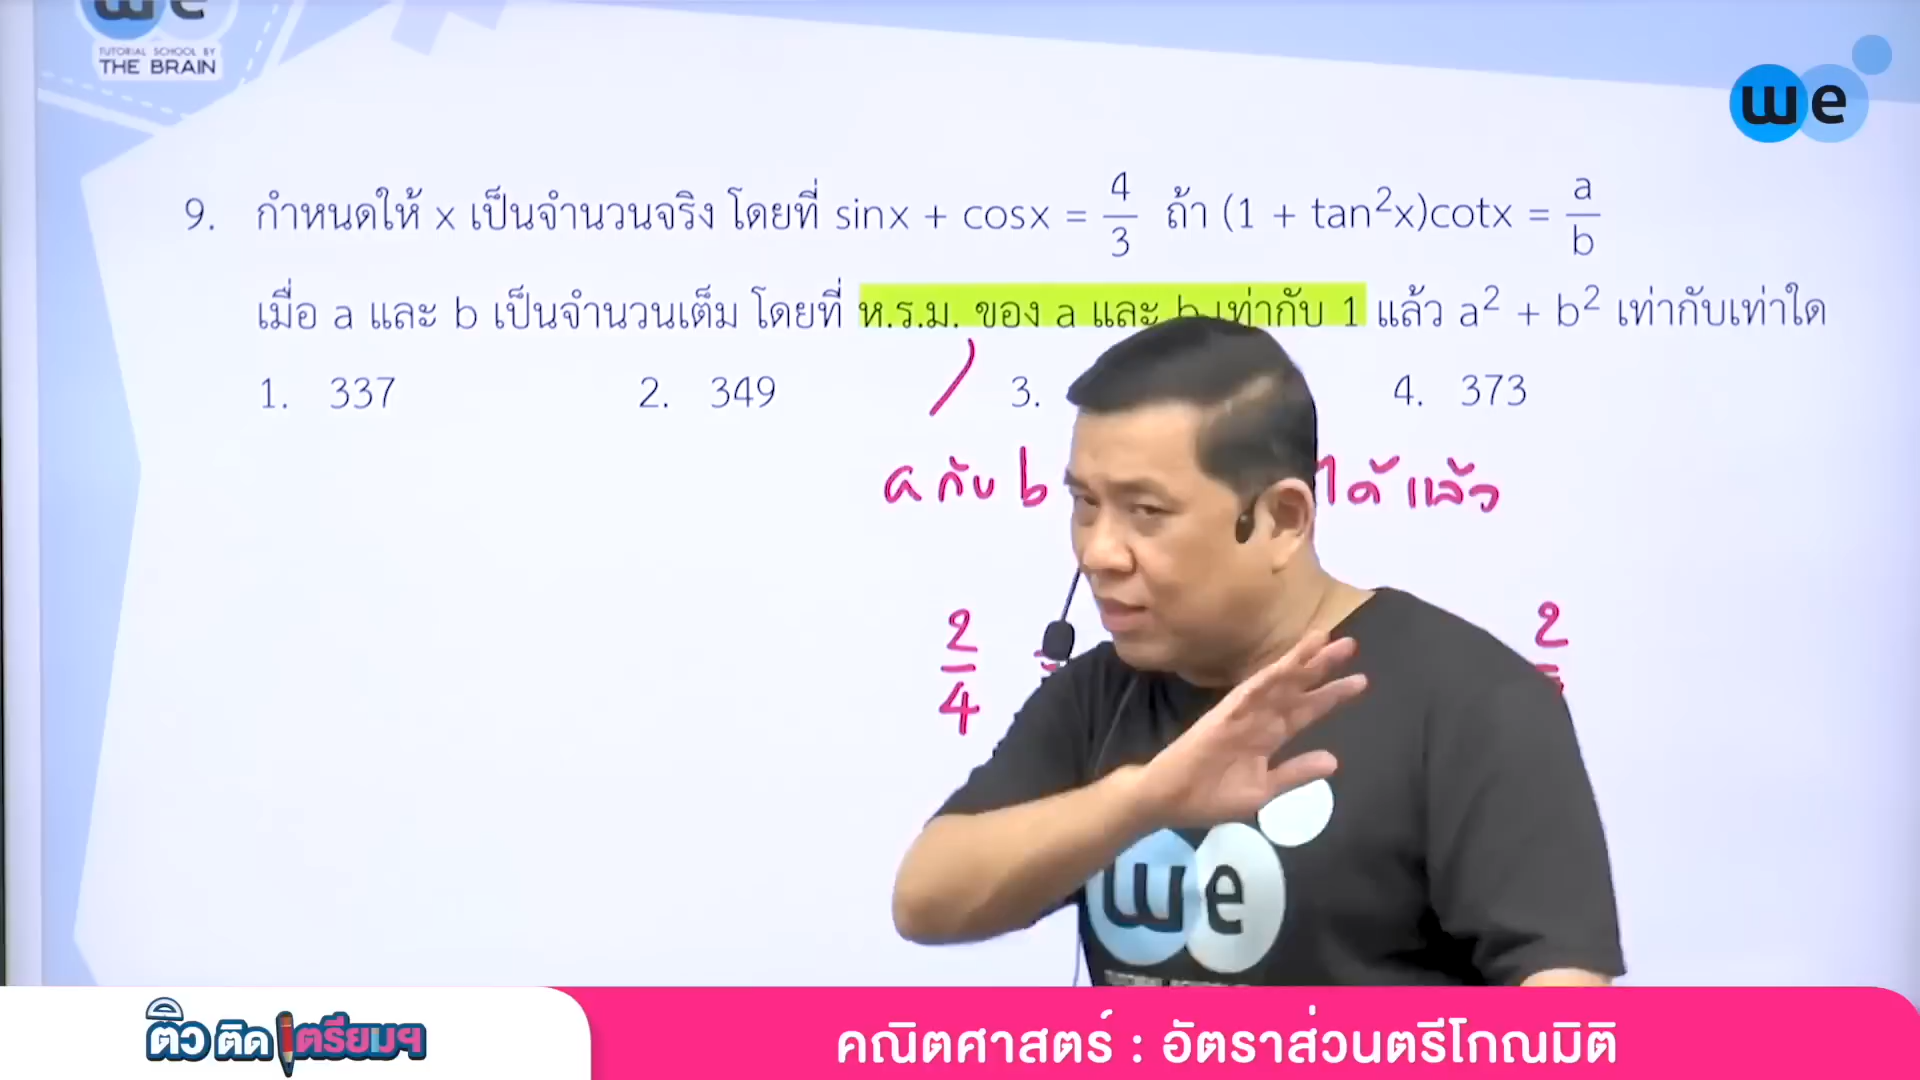 we
TUTORIAL SCHOOL BY
THE BRAIN
we
9. กำหนดให้ x เป็นจำนวนจริง โดยที่ sinx + cosx = 4/3 ถ้า (1 + tan²x)cotx = a/b
เมื่อ a และ b เป็นจำนวนเต็ม โดยที่ ห.ร.ม. ของ a และ b เท่ากับ 1 แล้ว a² + b² เท่ากับเท่าใด
1. 337 2. 349 3. 4. 373
a กับ b ได้แล้ว
2/4 2
we
ติว ติด เตรียมฯ
คณิตศาสตร์ : อัตราส่วนตรีโกณมิติ